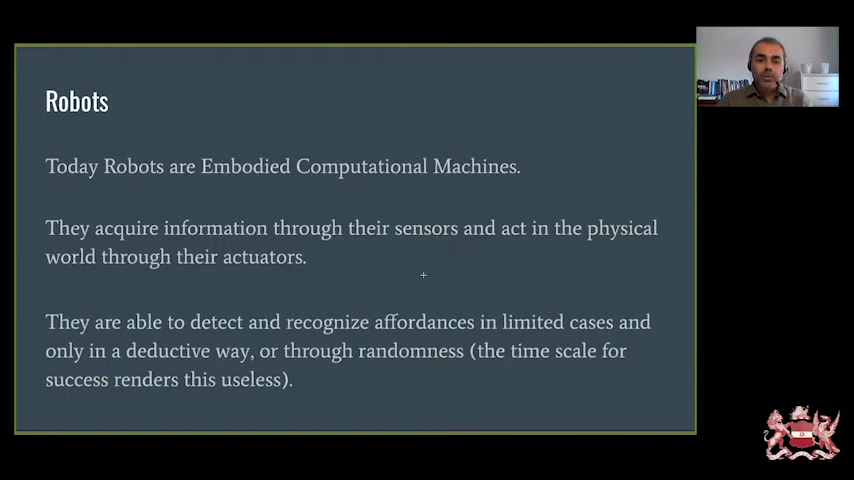 Robots
Today Robots are Embodied Computational Machines.
They acquire information through their sensors and act in the physical
world through their actuators.
They are able to detect and recognize affordances in limited cases and
only in a deductive way, or through randomness (the time scale for
success renders this useless).